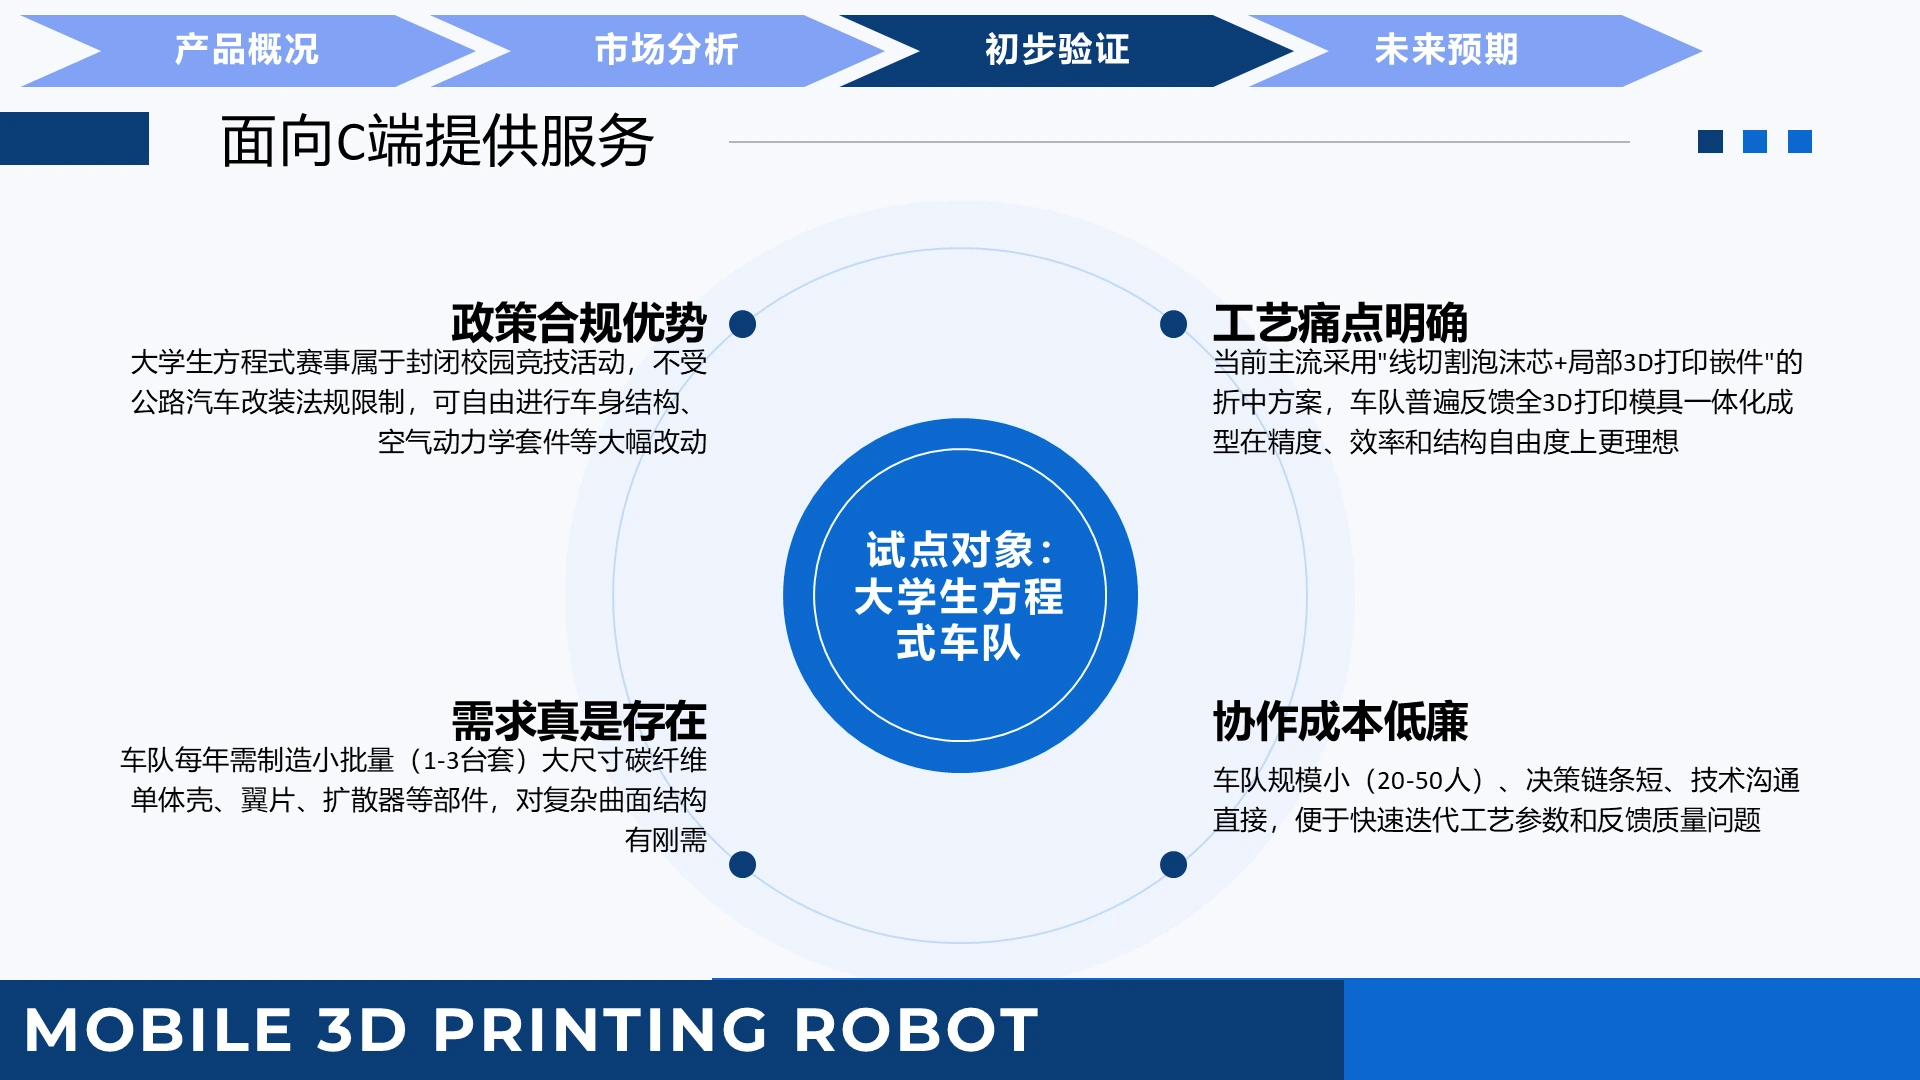 产品概况
市场分析
初步验证
未来预期
面向C端提供服务
政策合规优势
大学生方程式赛事属于封闭校园竞技活动，不受
公路汽车改装法规限制，可自由进行车身结构、
空气动力学套件等大幅改动
工艺痛点明确
当前主流采用"线切割泡沫芯+局部3D打印嵌件"的
折中方案，车队普遍反馈全3D打印模具一体化成
型在精度、效率和结构自由度上更理想
试点对象：
大学生方程
式车队
需求真是存在
车队每年需制造小批量（1-3台套）大尺寸碳纤维
单体壳、翼片、扩散器等部件，对复杂曲面结构
有刚需
协作成本低廉
车队规模小（20-50人）、决策链条短、技术沟通
直接，便于快速迭代工艺参数和反馈质量问题
MOBILE 3D PRINTING ROBOT